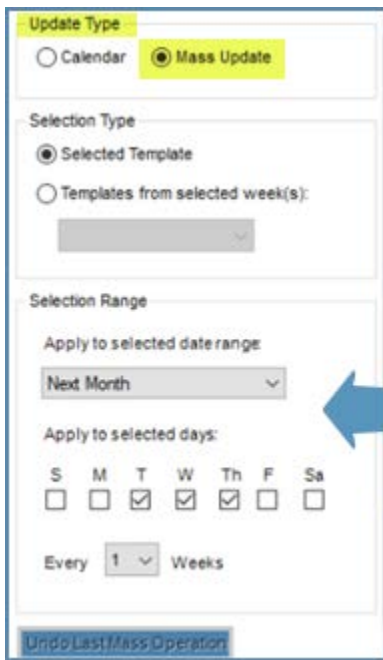 Update Type
Calendar Mass Update
Selection Type
Selected Template
Templates from selected week(s):
Selection Range
Apply to selected date range:
Next Month
Apply to selected days:
S M T W Th F Sa
Every 1 Weeks
Undo Last Mass Operation